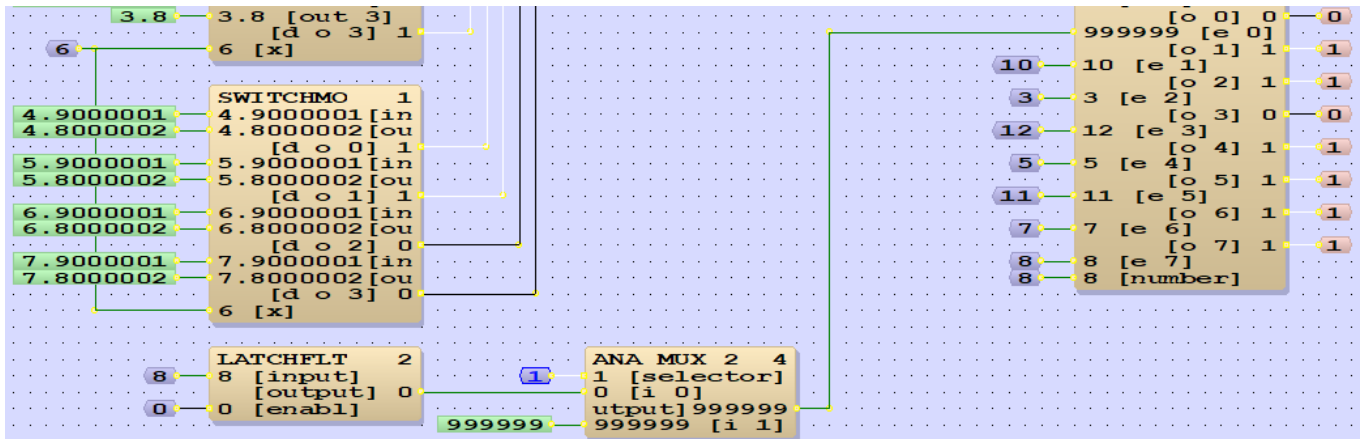 3.8 3.8 [out 3]
[d o 3] 1
6 6 [x]
SWITCHMO 1
4.9000001 4.9000001[in
4.8000002 4.8000002[ou
[d o 0] 1
5.9000001 5.9000001[in
5.8000002 5.8000002[ou
[d o 1] 1
6.9000001 6.9000001[in
6.8000002 6.8000002[ou
[d o 2] 0
7.9000001 7.9000001[in
7.8000002 7.8000002[ou
[d o 3] 0
6 [x]
LATCHFLT 2
8 8 [input]
[output] 0
0 0 [enabl]
ANA MUX 2 4
1 1 [selector]
0 [i 0]
utput]999999
999999 999999 [i 1]
[o 0] 0 0
999999 [e 0]
[o 1] 1 1
10 10 [e 1]
[o 2] 1 1
3 3 [e 2]
[o 3] 0 0
12 12 [e 3]
[o 4] 1 1
5 5 [e 4]
[o 5] 1 1
11 11 [e 5]
[o 6] 1 1
7 7 [e 6]
[o 7] 1 1
8 8 [e 7]
8 8 [number]